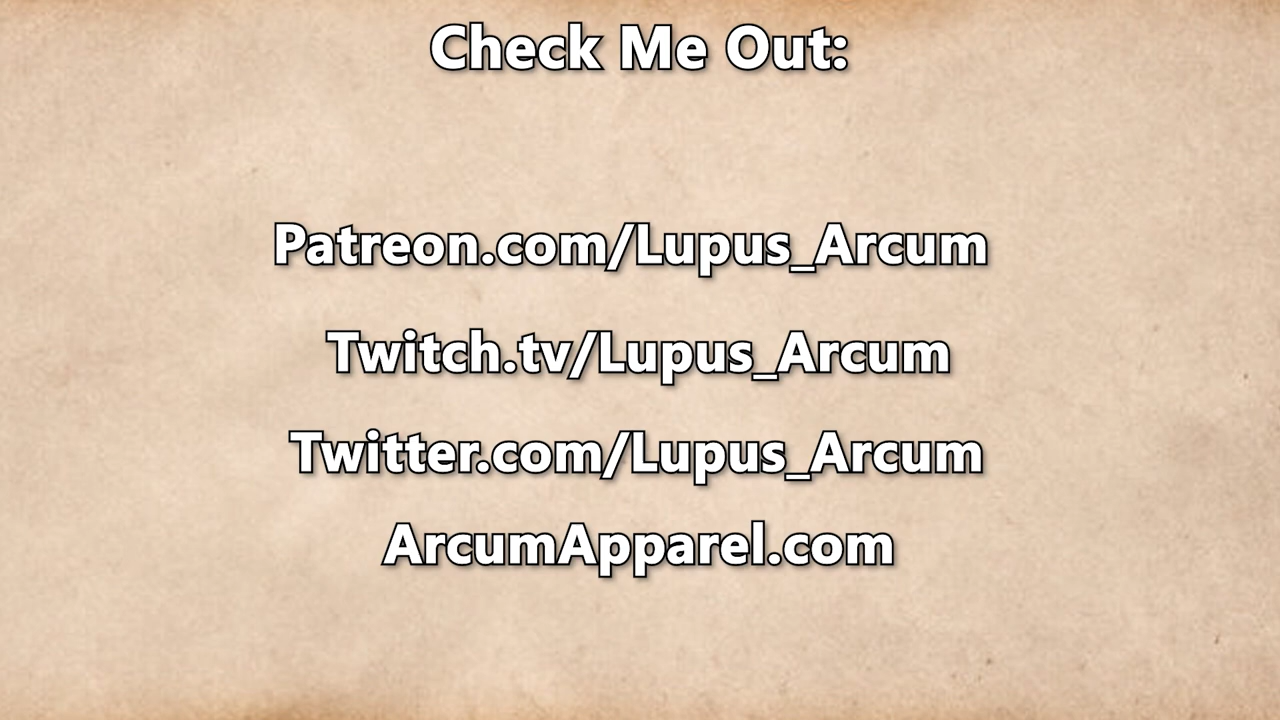 Check Me Out:
Patreon.com/Lupus_Arcum
Twitch.tv/Lupus_Arcum
Twitter.com/Lupus_Arcum
ArcumApparel.com